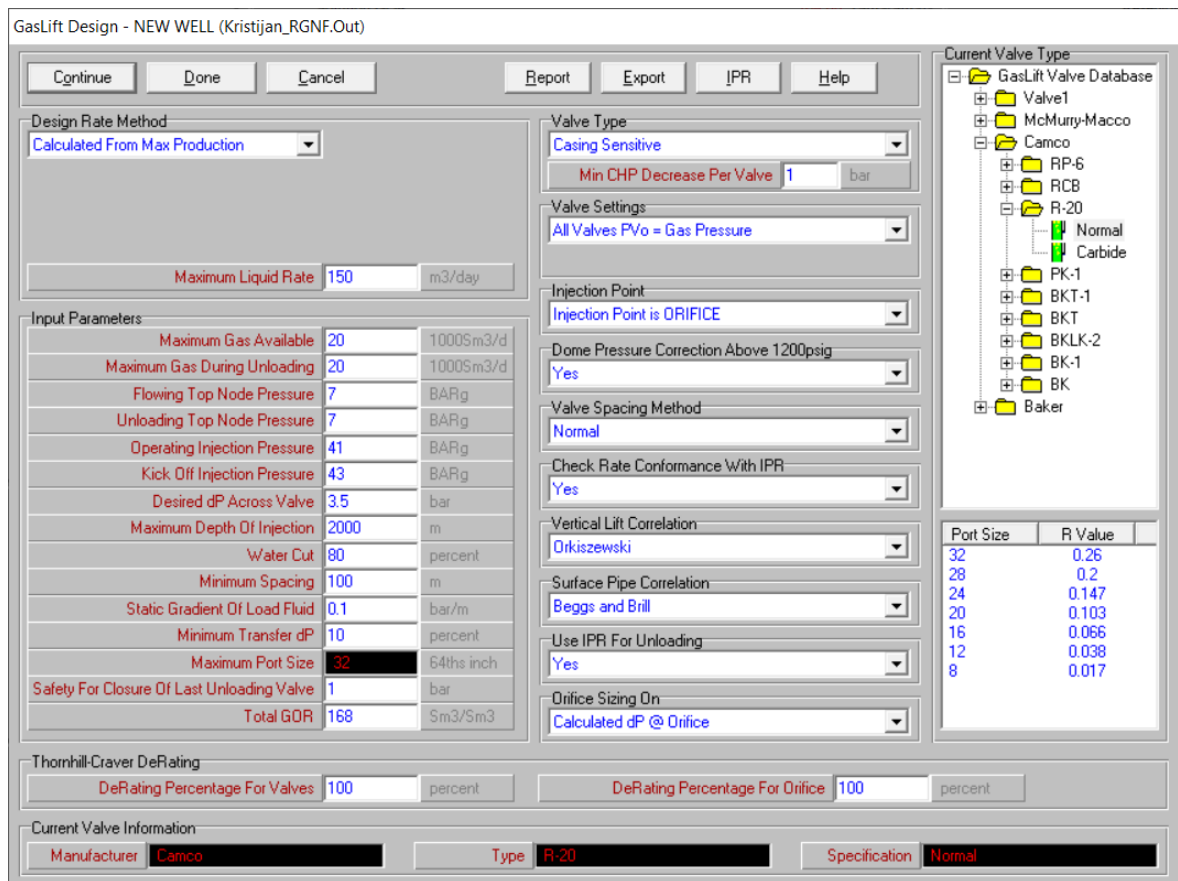 GasLift Design - NEW WELL (Kristijan_RGNF.Out)
Continue Done Cancel Report Export IPR Help
Design Rate Method
Calculated From Max Production
Maximum Liquid Rate 150 m3/day
Input Parameters
Maximum Gas Available 20 1000Sm3/d
Maximum Gas During Unloading 20 1000Sm3/d
Flowing Top Node Pressure 7 BARg
Unloading Top Node Pressure 7 BARg
Operating Injection Pressure 41 BARg
Kick Off Injection Pressure 43 BARg
Desired dP Across Valve 3.5 bar
Maximum Depth Of Injection 2000 m
Water Cut 80 percent
Minimum Spacing 100 m
Static Gradient Of Load Fluid 0.1 bar/m
Minimum Transfer dP 10 percent
Maximum Port Size 32 64ths inch
Safety For Closure Of Last Unloading Valve 1 bar
Total GOR 168 Sm3/Sm3
Valve Type
Casing Sensitive
Min CHP Decrease Per Valve 1 bar
Valve Settings
All Valves PVo = Gas Pressure
Injection Point
Injection Point is ORIFICE
Dome Pressure Correction Above 1200psig
Yes
Valve Spacing Method
Normal
Check Rate Conformance With IPR
Yes
Vertical Lift Correlation
Orkiszewski
Surface Pipe Correlation
Beggs and Brill
Use IPR For Unloading
Yes
Orifice Sizing On
Calculated dP @ Orifice
Current Valve Type
GasLift Valve Database
Valve1
McMurry-Macco
Camco
RP-6
RCB
R-20
Normal
Carbide
PK-1
BKT-1
BKT
BKLK-2
BK-1
BK
Baker
Port Size R Value
32 0.26
28 0.2
24 0.147
20 0.103
16 0.066
12 0.038
8 0.017
Thornhill-Craver DeRating
DeRating Percentage For Valves 100 percent DeRating Percentage For Orifice 100 percent
Current Valve Information
Manufacturer Camco Type R-20 Specification Normal